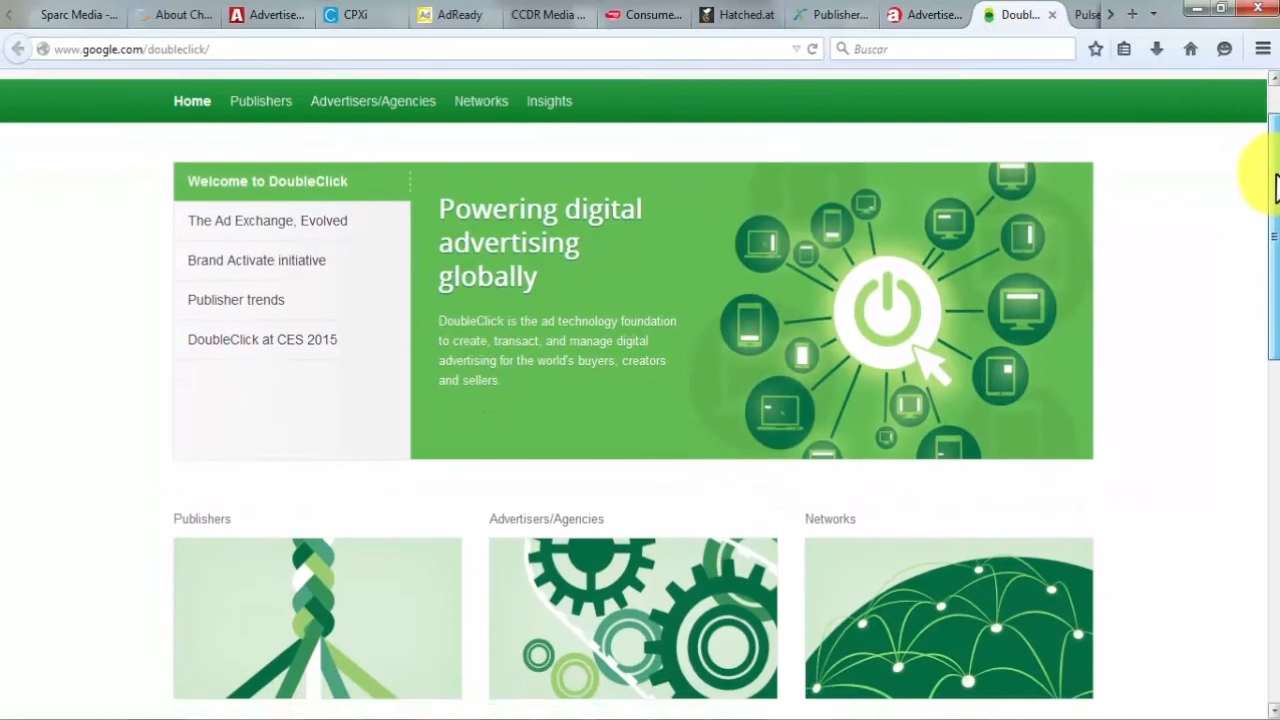 Sparc Media -...
About Ch...
Advertise...
CPXi
AdReady
CCDR Media ...
Consume...
Hatched.at
Publisher...
Advertise...
Doubl...
Pulse
www.google.com/doubleclick/
Buscar
Home
Publishers
Advertisers/Agencies
Networks
Insights
Welcome to DoubleClick
The Ad Exchange, Evolved
Brand Activate initiative
Publisher trends
DoubleClick at CES 2015
Powering digital
advertising
globally
DoubleClick is the ad technology foundation
to create, transact, and manage digital
advertising for the world's buyers, creators
and sellers.
Publishers
Advertisers/Agencies
Networks